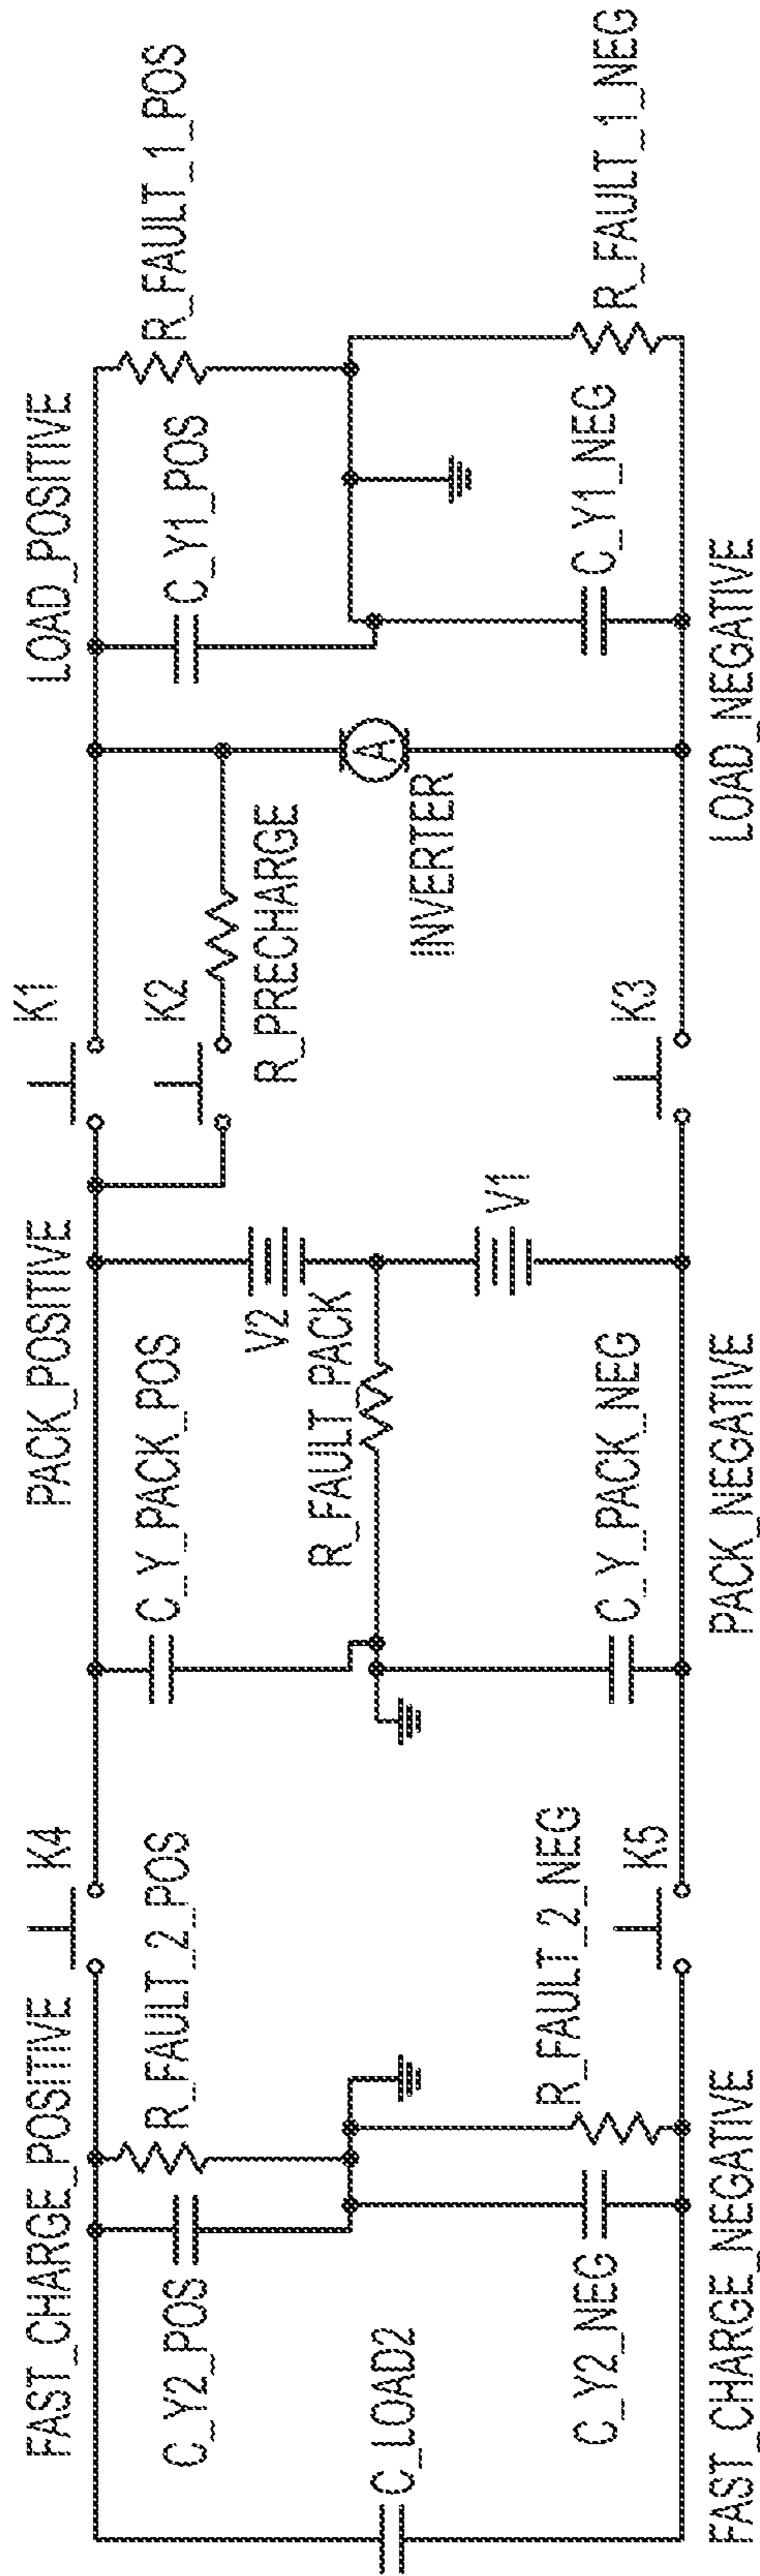 FAST_CHARGE_POSITIVE
K4
PACK_POSITIVE
K1
LOAD_POSITIVE
C_Y2_POS
R_FAULT_2_POS
C_Y_PACK_POS
K2
C_Y1_POS
R_FAULT_1_POS
V2
R_PRECHARGE
R_FAULT_PACK
C_LOAD2
A
INVERTER
V1
C_Y2_NEG
R_FAULT_2_NEG
C_Y_PACK_NEG
C_Y1_NEG
R_FAULT_1_NEG
K5
K3
FAST_CHARGE_NEGATIVE
PACK_NEGATIVE
LOAD_NEGATIVE